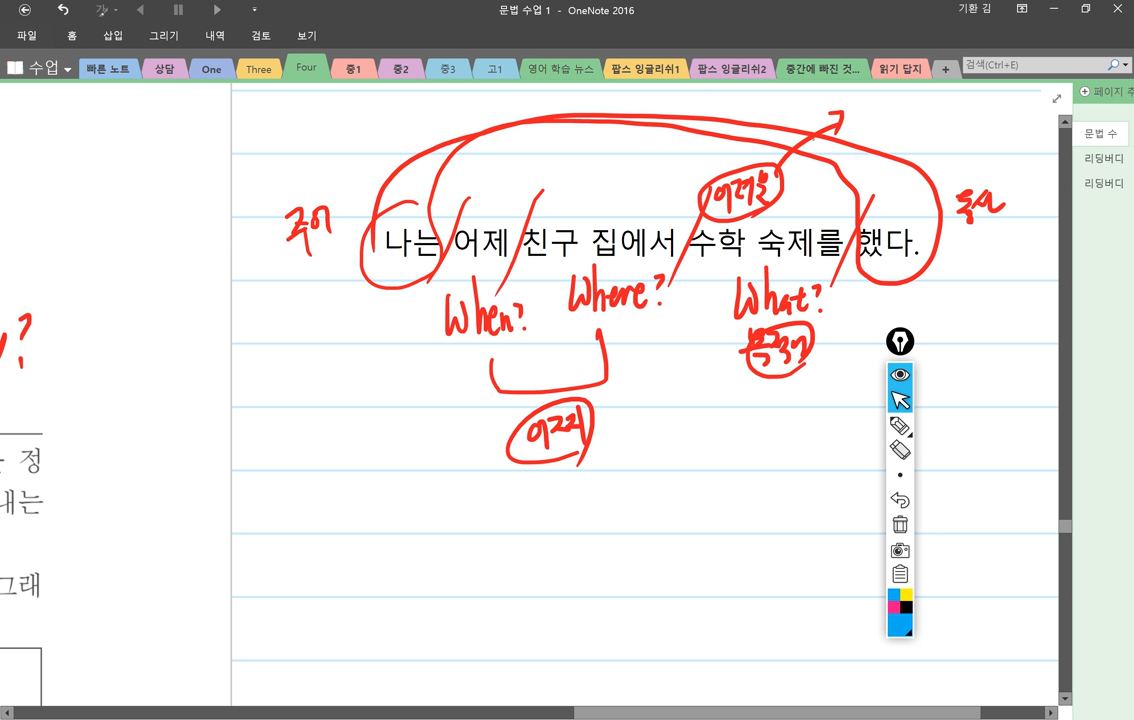 문법 수업 1 - OneNote 2016
기환 김
파일 홈 삽입 그리기 내역 검토 보기
수업 빠른 노트 상담 One Three Four 중1 중2 중3 고1 영어 학습 뉴스 팝스 잉글리쉬1 팝스 잉글리쉬2 중간에 빠진 것... 읽기 답지 + 검색(Ctrl+E)
페이지 추
문법 수
리딩버디
리딩버디
주어
동사
나는 어제 친구 집에서 수학 숙제를 했다.
When? Where? What?
목적어
?
정
내는
그래